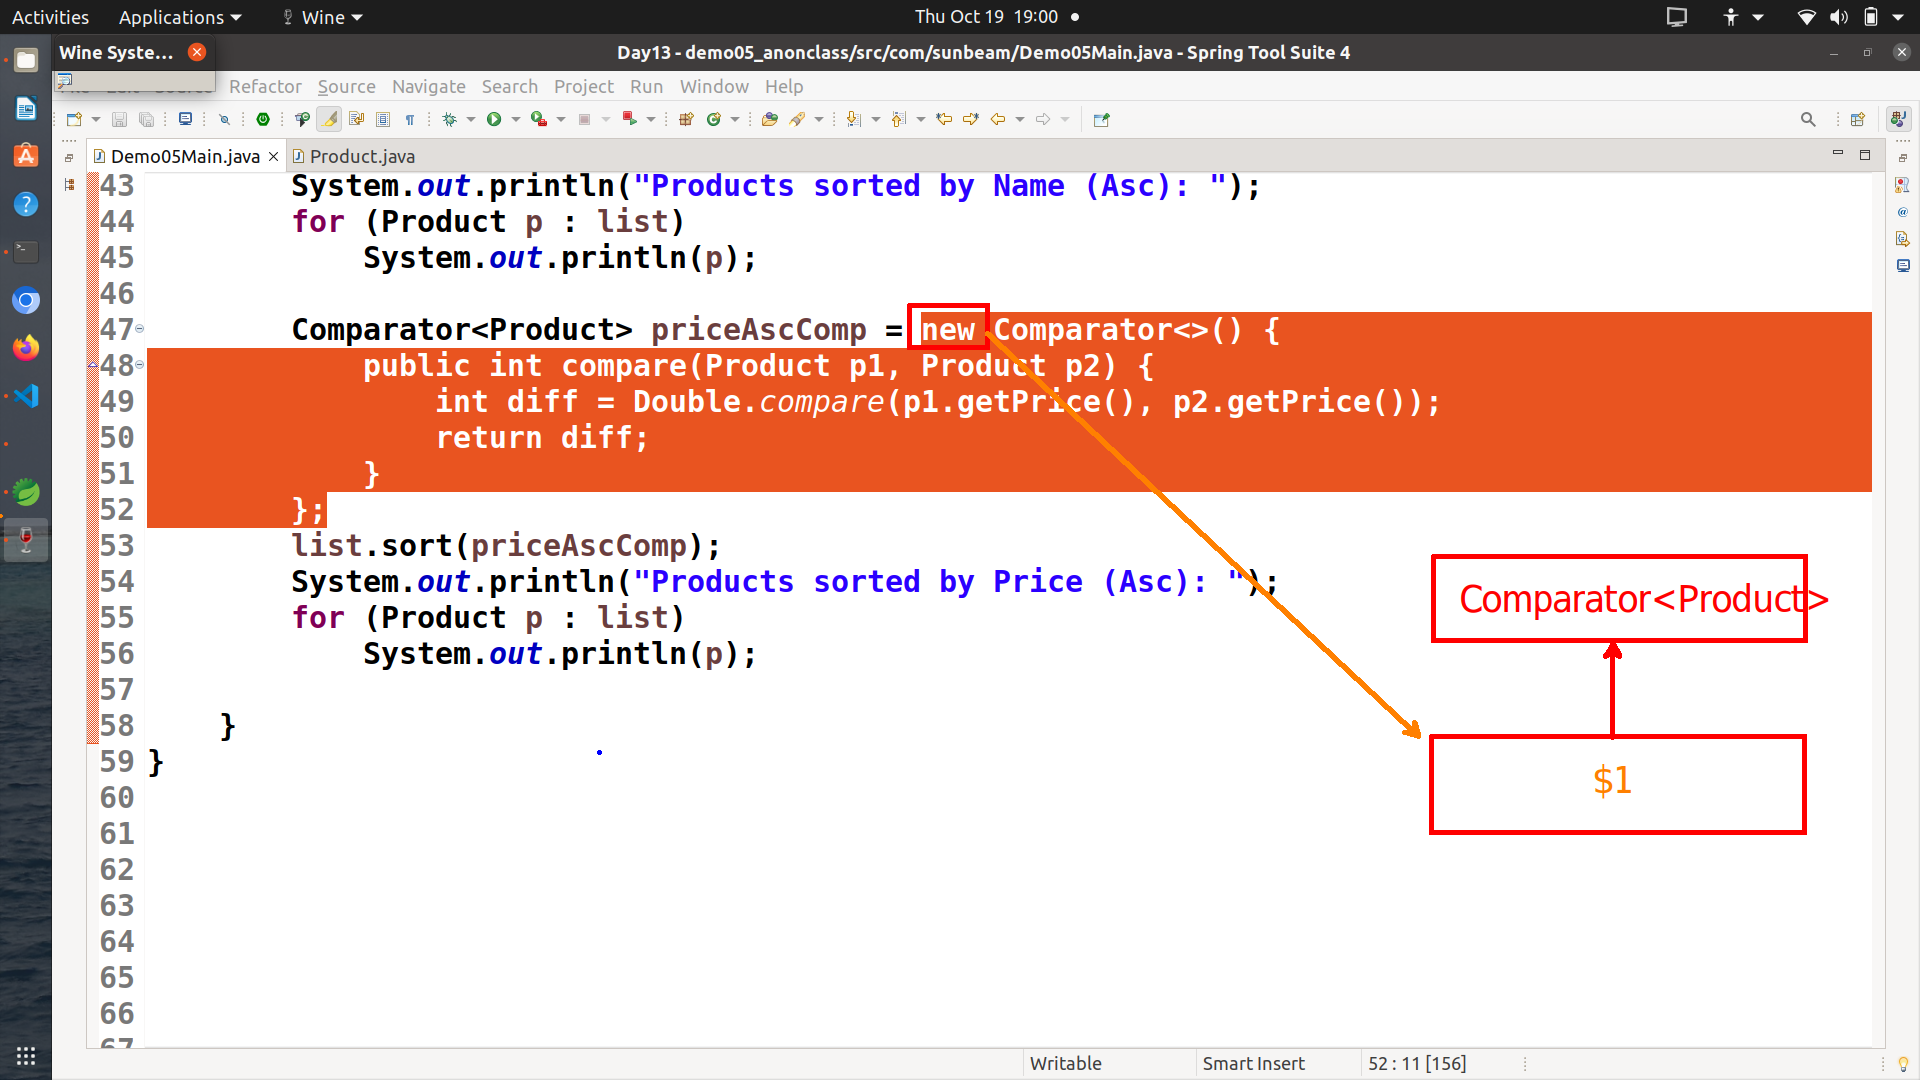 Activities Applications Wine Thu Oct 19 19:00
Wine Syste... Day13 - demo05_anonclass/src/com/sunbeam/Demo05Main.java - Spring Tool Suite 4
Refactor Source Navigate Search Project Run Window Help
Demo05Main.java Product.java
43 System.out.println("Products sorted by Name (Asc): ");
44 for (Product p : list)
45 System.out.println(p);
46
47 Comparator<Product> priceAscComp = new Comparator<>() {
48 public int compare(Product p1, Product p2) {
49 int diff = Double.compare(p1.getPrice(), p2.getPrice());
50 return diff;
51 }
52 };
53 list.sort(priceAscComp);
54 System.out.println("Products sorted by Price (Asc): ");
55 for (Product p : list)
56 System.out.println(p);
57
58 }
59 }
60
61
62
63
64
65
66
67
Comparator<Product>
$1
Writable Smart Insert 52 : 11 [156]